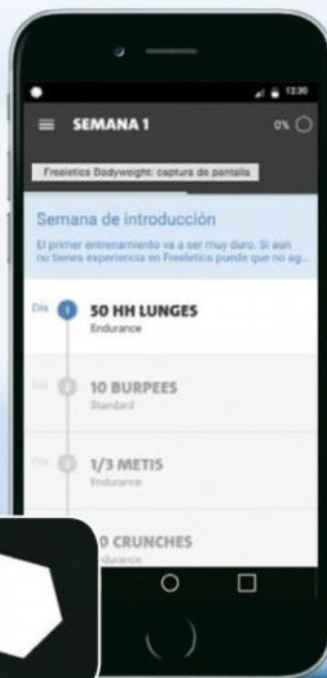 12:30
SEMANA 1
0%
Freeletics Bodyweight: captura de pantalla
Semana de introducción
El primer entrenamiento va a ser muy duro. Si aún
no tienes experiencia en Freeletics puede que no ag...
Día 1 50 HH LUNGES
Endurance
Día 2 10 BURPEES
Standard
Día 3 1/3 METIS
Endurance
0 CRUNCHES
durance